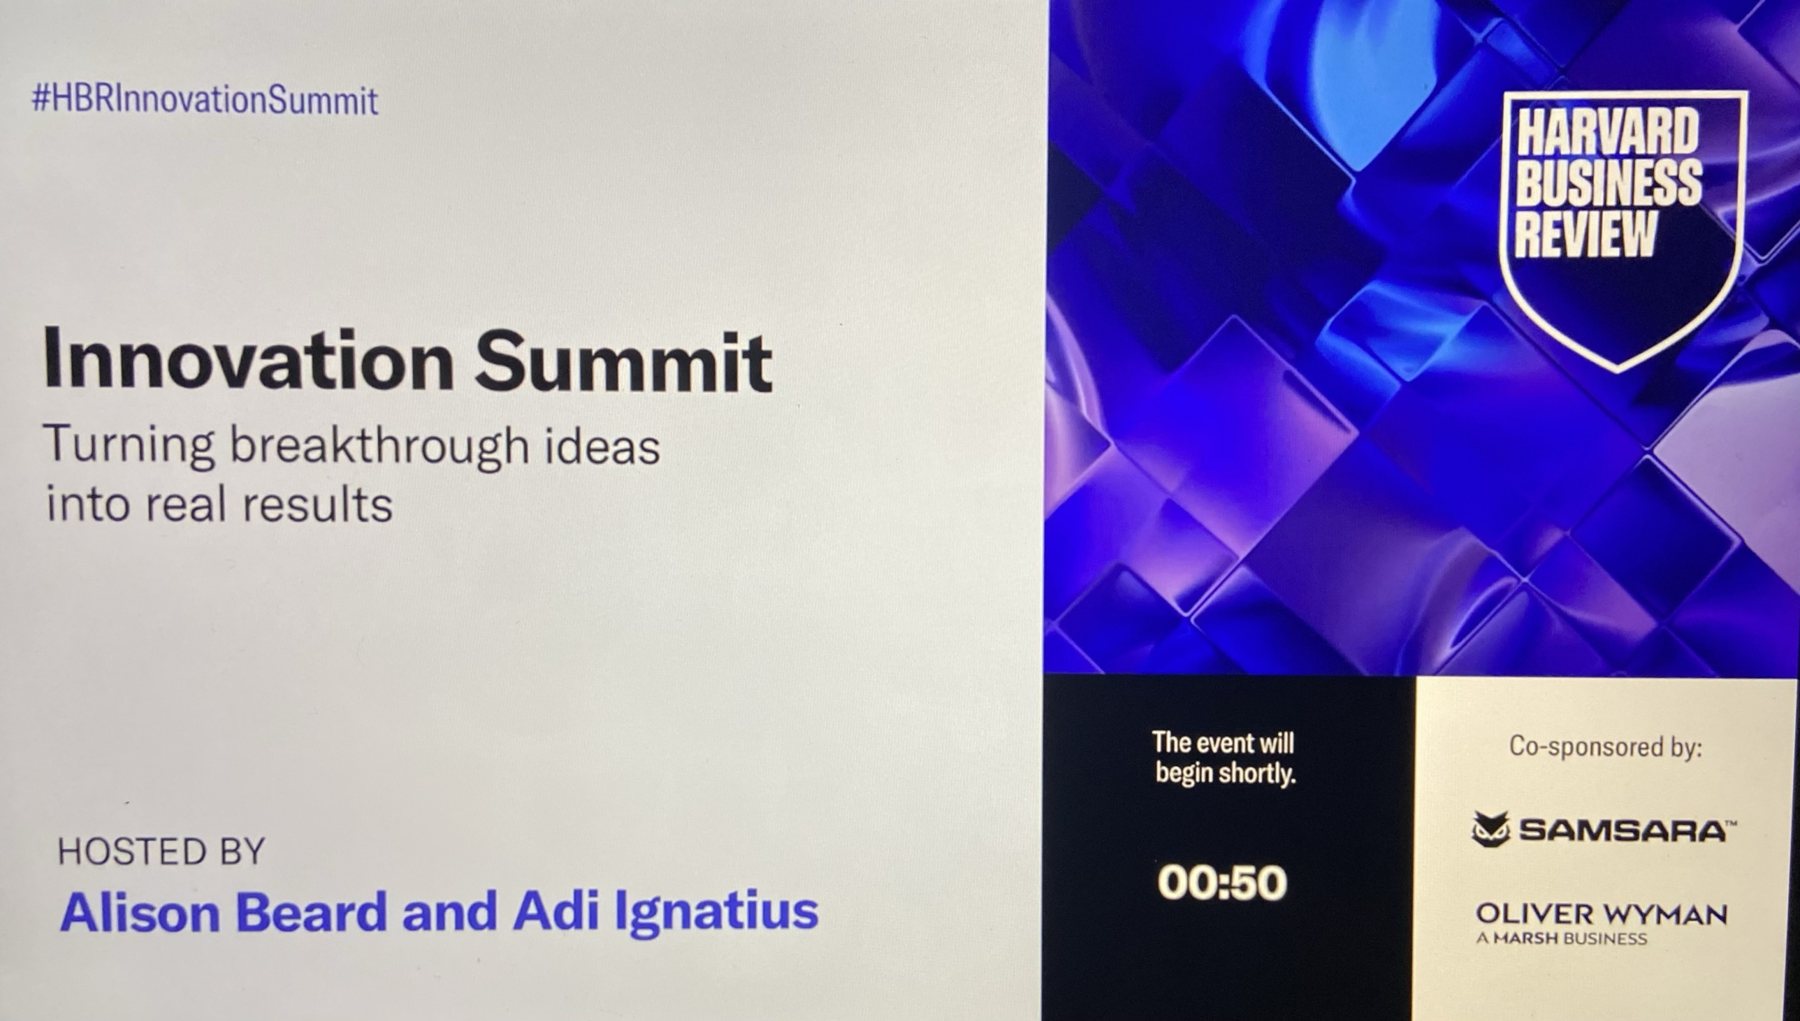 #HBRInnovationSummit
Innovation Summit
Turning breakthrough ideas
into real results
HOSTED BY
Alison Beard and Adi Ignatius
HARVARD
BUSINESS
REVIEW
The event will
begin shortly.
00:50
Co-sponsored by:
SAMSARA™
OLIVER WYMAN
A MARSH BUSINESS